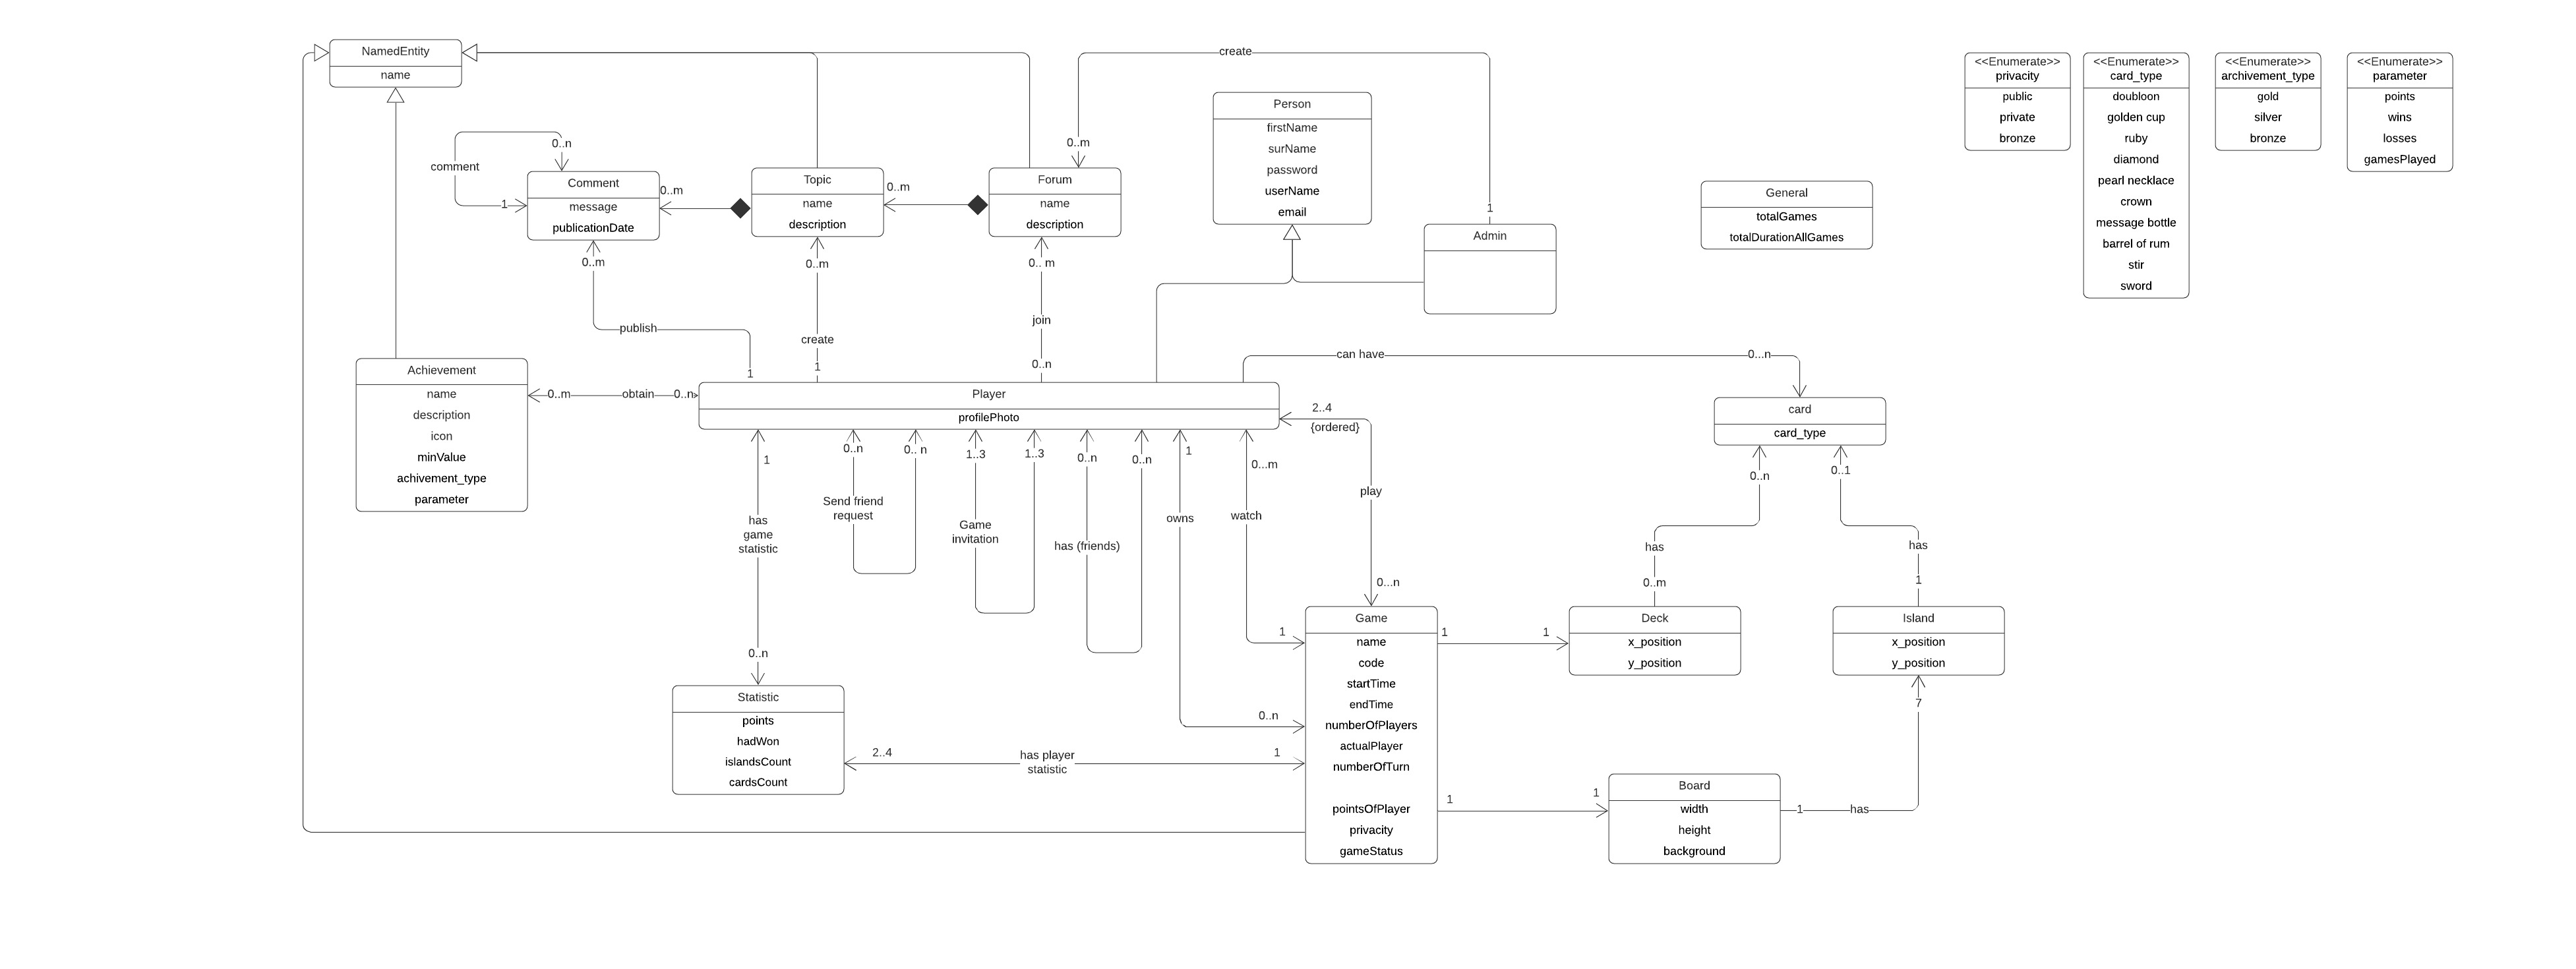 NamedEntity
name
create
<<Enumerate>>
privacity
public
private
bronze
<<Enumerate>>
card_type
doubloon
golden cup
ruby
diamond
pearl necklace
crown
message bottle
barrel of rum
stir
sword
<<Enumerate>>
archivement_type
gold
silver
bronze
<<Enumerate>>
parameter
points
wins
losses
gamesPlayed
Person
firstName
surName
password
userName
email
0..n
comment
1
0..m
Comment
message
publicationDate
0..m
Topic
name
description
0..m
Forum
name
description
General
totalGames
totalDurationAllGames
1
Admin
0..m
0..m
0.. m
publish
create
join
1
1
0..n
can have
0...n
Achievement
name
description
icon
minValue
achivement_type
parameter
0..m
obtain
0..n
Player
profilePhoto
2..4
{ordered}
card
card_type
1
0..n
0.. n
1..3
1..3
0..n
0..n
1
0...m
0..n
0..1
Send friend
request
has
game
statistic
Game
invitation
has (friends)
owns
watch
play
has
has
0...n
0..m
1
0..n
1
Game
name
code
startTime
endTime
numberOfPlayers
actualPlayer
numberOfTurn
pointsOfPlayer
privacity
gameStatus
1
1
Deck
x_position
y_position
Island
x_position
y_position
7
Statistic
points
hadWon
islandsCount
cardsCount
0..n
2..4
has player
statistic
1
1
1
Board
width
height
background
1
has